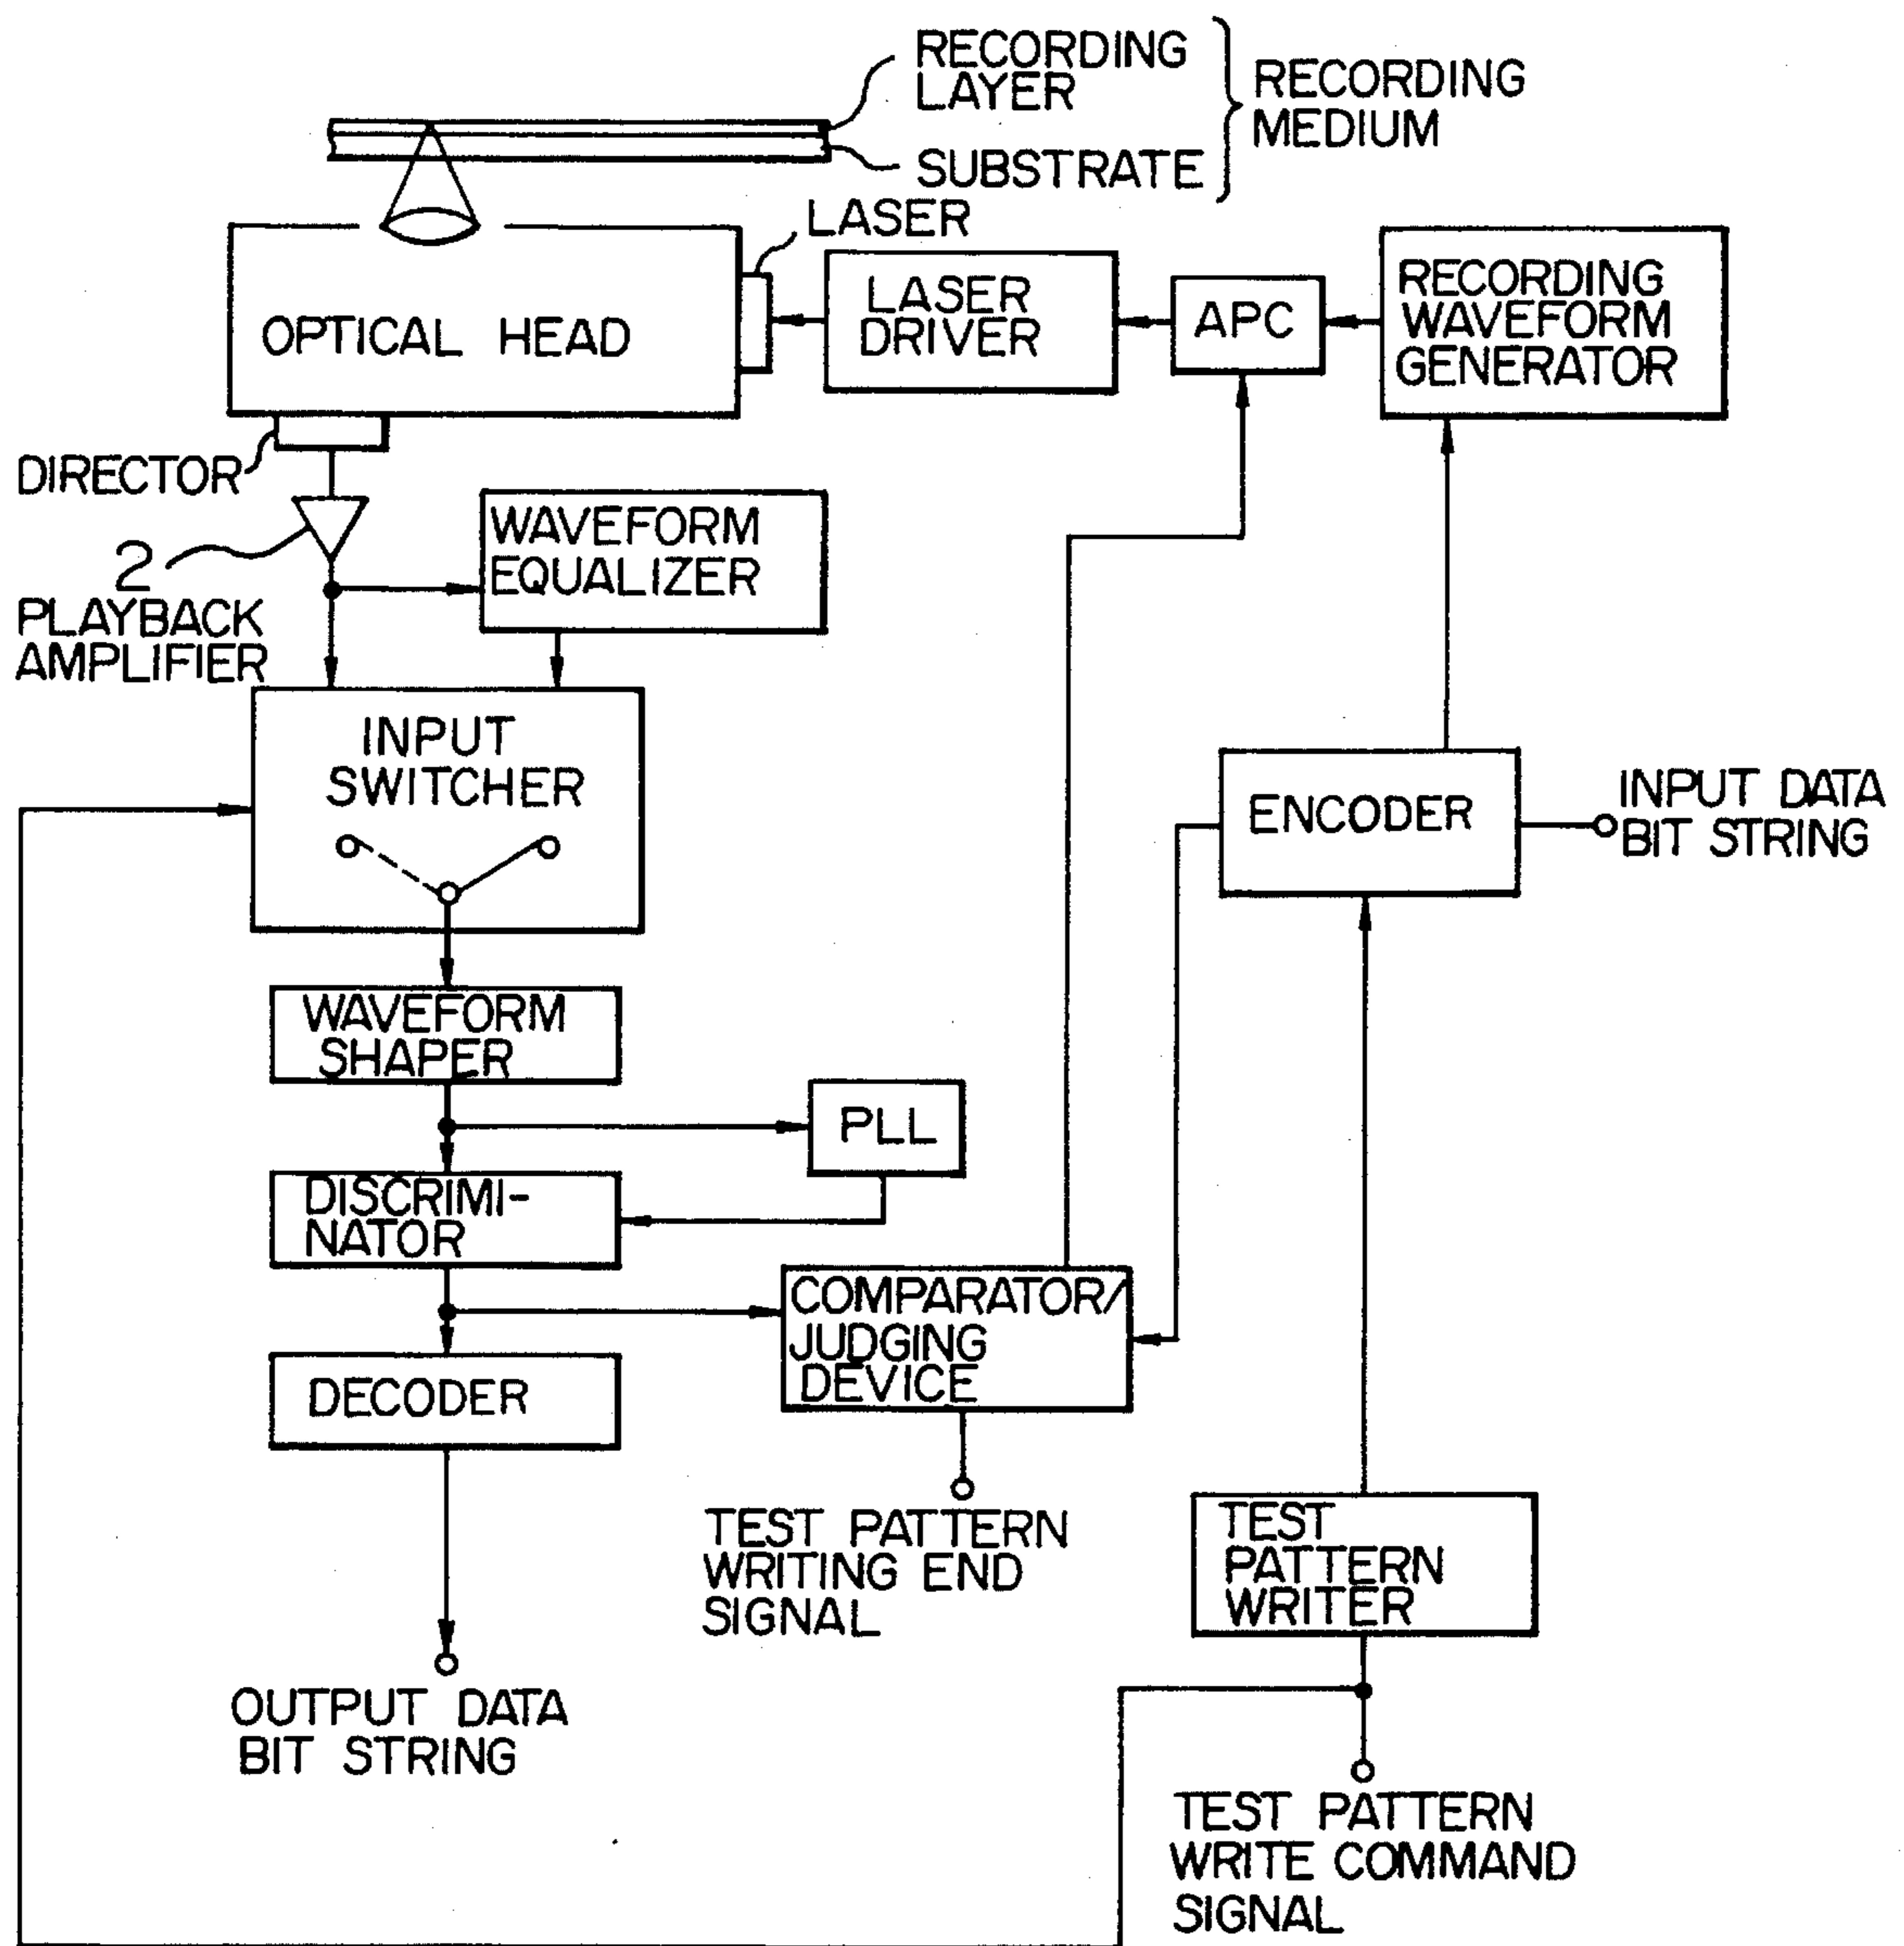 RECORDING
LAYER
SUBSTRATE
RECORDING
MEDIUM
LASER
OPTICAL HEAD
LASER
DRIVER
APC
RECORDING
WAVEFORM
GENERATOR
DIRECTOR
2
PLAYBACK
AMPLIFIER
WAVEFORM
EQUALIZER
INPUT
SWITCHER
ENCODER
INPUT DATA
BIT STRING
WAVEFORM
SHAPER
PLL
DISCRIMI-
NATOR
COMPARATOR/
JUDGING
DEVICE
DECODER
TEST PATTERN
WRITING END
SIGNAL
TEST
PATTERN
WRITER
OUTPUT DATA
BIT STRING
TEST PATTERN
WRITE COMMAND
SIGNAL